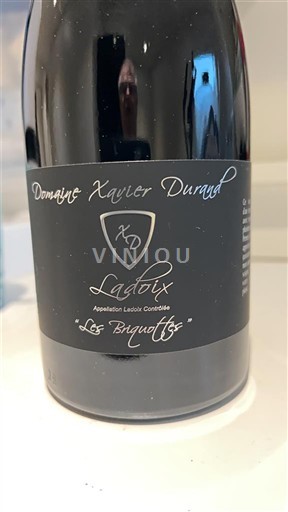 Domaine Xavier Durand
XD
VINIOU
Ladoix
Appellation Ladoix Contrôlée
"Les Briquottes"